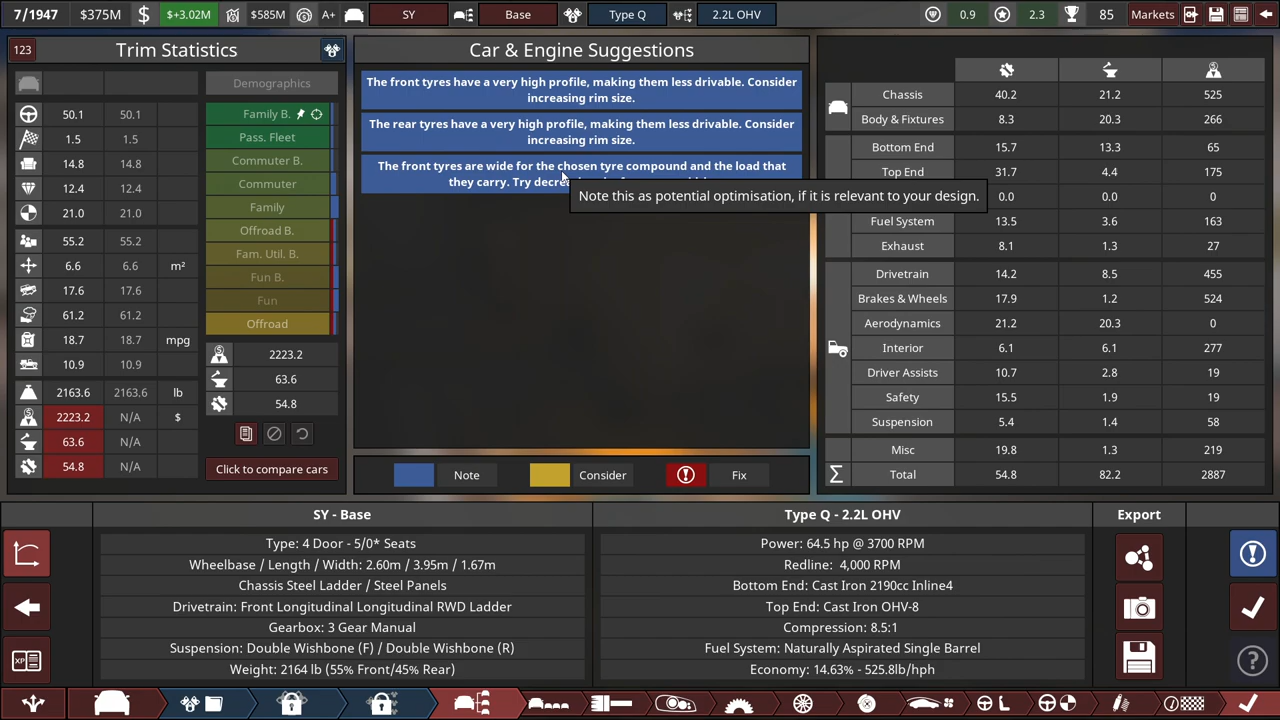 7/1945 $375M $ $+3.02M $585M A+ SY Base Type Q 2.2L OHV 0.9 2.3 85 Markets
123 Trim Statistics
Demographics
50.1 50.1 Family B.
1.5 1.5 Pass. Fleet
14.8 14.8 Commuter B.
12.4 12.4 Commuter
21.0 21.0 Family
55.2 55.2 Offroad B.
6.6 6.6 m² Fam. Util. B.
17.6 17.6 Fun B.
61.2 61.2 Fun
18.7 18.7 mpg Offroad
10.9 10.9 2223.2
2163.6 2163.6 lb 63.6
2223.2 N/A $ 54.8
63.6 N/A
54.8 N/A Click to compare cars
Car & Engine Suggestions
The front tyres have a very high profile, making them less drivable. Consider
increasing rim size.
The rear tyres have a very high profile, making them less drivable. Consider
increasing rim size.
The front tyres are wide for the chosen tyre compound and the load that
they carry. Try
Note this as potential optimisation, if it is relevant to your design.
Note Consider Fix
Chassis 40.2 21.2 525
Body & Fixtures 8.3 20.3 266
Bottom End 15.7 13.3 65
Top End 31.7 4.4 175
0.0 0.0 0
Fuel System 13.5 3.6 163
Exhaust 8.1 1.3 27
Drivetrain 14.2 8.5 455
Brakes & Wheels 17.9 1.2 524
Aerodynamics 21.2 20.3 0
Interior 6.1 6.1 277
Driver Assists 10.7 2.8 19
Safety 15.5 1.9 19
Suspension 5.4 1.4 58
Misc 19.8 1.3 219
Σ Total 54.8 82.2 2887
SY - Base
Type: 4 Door - 5/0* Seats
Wheelbase / Length / Width: 2.60m / 3.95m / 1.67m
Chassis Steel Ladder / Steel Panels
Drivetrain: Front Longitudinal Longitudinal RWD Ladder
Gearbox: 3 Gear Manual
Suspension: Double Wishbone (F) / Double Wishbone (R)
Weight: 2164 lb (55% Front/45% Rear)
Type Q - 2.2L OHV
Power: 64.5 hp @ 3700 RPM
Redline: 4,000 RPM
Bottom End: Cast Iron 2190cc Inline4
Top End: Cast Iron OHV-8
Compression: 8.5:1
Fuel System: Naturally Aspirated Single Barrel
Economy: 14.63% - 525.8lb/hph
Export
XP